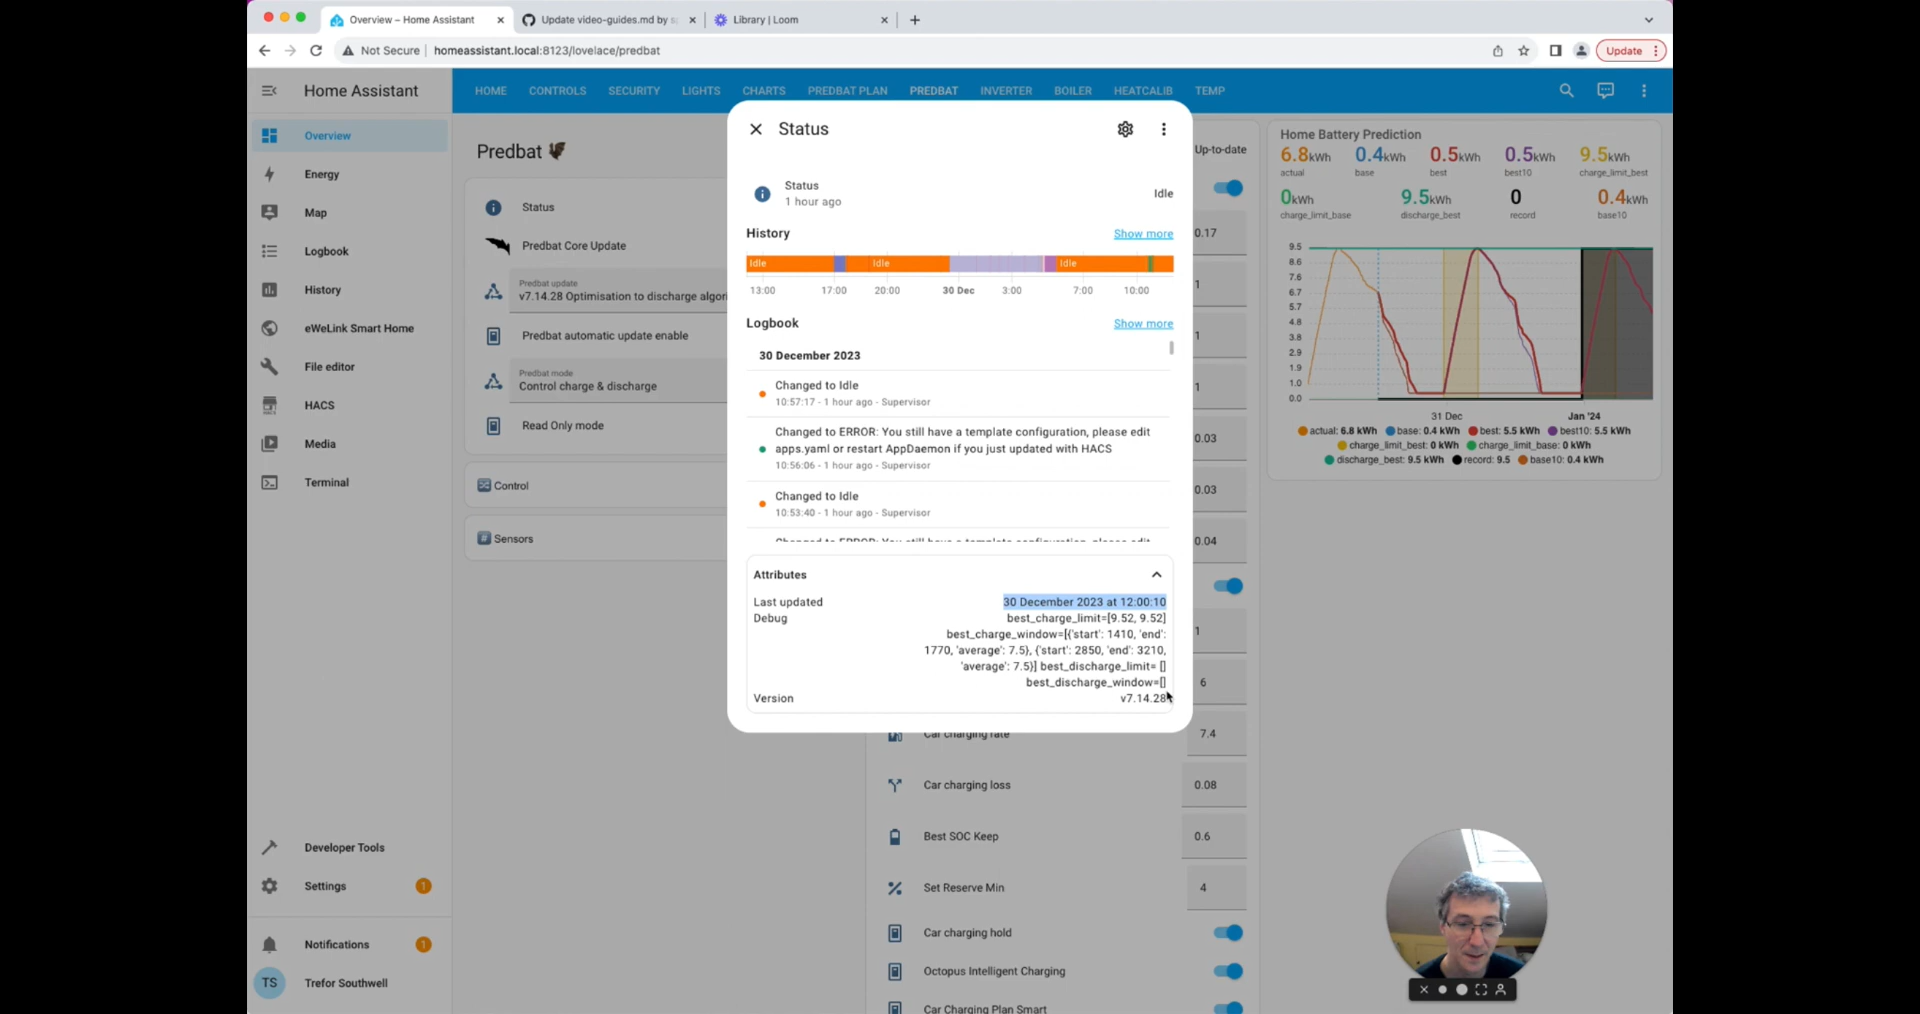 Overview – Home Assistant
Update video-guides.md by
Library | Loom
Not Secure
homeassistant.local:8123/lovelace/predbat
Update
Home Assistant
HOME
CONTROLS
SECURITY
LIGHTS
CHARTS
PREDBAT PLAN
PREDBAT
INVERTER
BOILER
HEATCALIB
TEMP
Overview
Energy
Map
Logbook
History
eWeLink Smart Home
File editor
HACS
Media
Terminal
Developer Tools
Settings
1
Notifications
1
TS
Trefor Southwell
Predbat
Status
Predbat Core Update
Predbat update
v7.14.28 Optimisation to discharge algori
Predbat automatic update enable
Predbat mode
Control charge & discharge
Read Only mode
Control
Sensors
Status
Status
1 hour ago
Idle
History
Show more
Idle
Idle
Idle
13:00
17:00
20:00
30 Dec
3:00
7:00
10:00
Logbook
Show more
30 December 2023
Changed to Idle
10:57:17 - 1 hour ago - Supervisor
Changed to ERROR: You still have a template configuration, please edit
apps.yaml or restart AppDaemon if you just updated with HACS
10:56:06 - 1 hour ago - Supervisor
Changed to Idle
10:53:40 - 1 hour ago - Supervisor
Changed to ERROR: You still have a template configuration, please edit
Attributes
Last updated
30 December 2023 at 12:00:10
Debug
best_charge_limit=[9.52, 9.52]
best_charge_window=[{'start': 1410, 'end':
1770, 'average': 7.5}, {'start': 2850, 'end': 3210,
'average': 7.5}] best_discharge_limit= []
best_discharge_window=[]
Version
v7.14.28
Up-to-date
0.17
1
1
1
0.03
0.03
0.04
1
6
Car charging rate
7.4
Car charging loss
0.08
Best SOC Keep
0.6
Set Reserve Min
4
Car charging hold
Octopus Intelligent Charging
Car Charging Plan Smart
Home Battery Prediction
6.8kWh
actual
0.4kWh
base
0.5kWh
best
0.5kWh
best10
9.5kWh
charge_limit_best
0kWh
charge_limit_base
9.5kWh
discharge_best
0
record
0.4kWh
base10
9.5
8.6
7.6
6.7
5.7
4.8
3.8
2.9
1.9
1.0
0.0
31 Dec
Jan '24
actual: 6.8 kWh
base: 0.4 kWh
best: 5.5 kWh
best10: 5.5 kWh
charge_limit_best: 0 kWh
charge_limit_base: 0 kWh
discharge_best: 9.5 kWh
record: 9.5
base10: 0.4 kWh